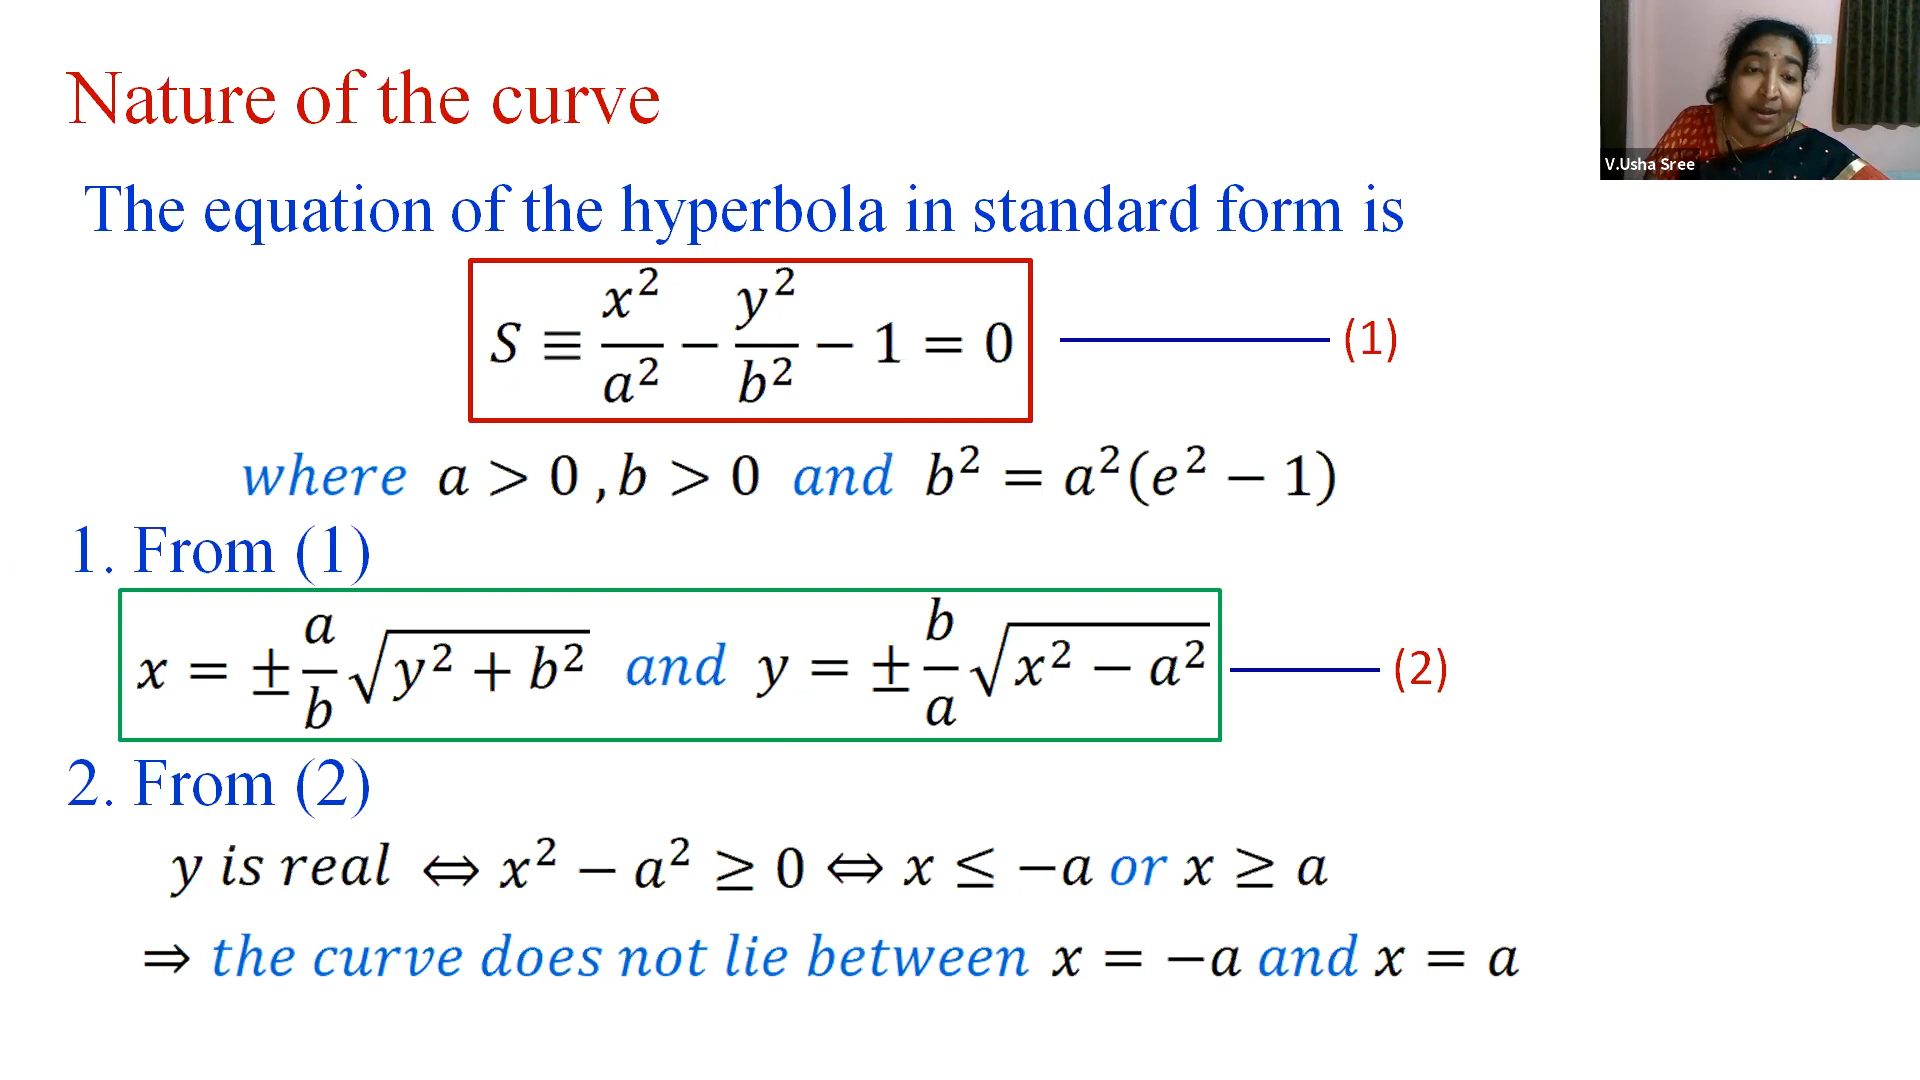 Nature of the curve
V.Usha Sree
The equation of the hyperbola in standard form is
S ≡ x²/a² − y²/b² − 1 = 0 (1)
where a > 0 , b > 0 and b² = a²(e² − 1)
1. From (1)
x = ± a/b √(y² + b²) and y = ± b/a √(x² − a²) (2)
2. From (2)
y is real ⇔ x² − a² ≥ 0 ⇔ x ≤ −a or x ≥ a
⇒ the curve does not lie between x = −a and x = a